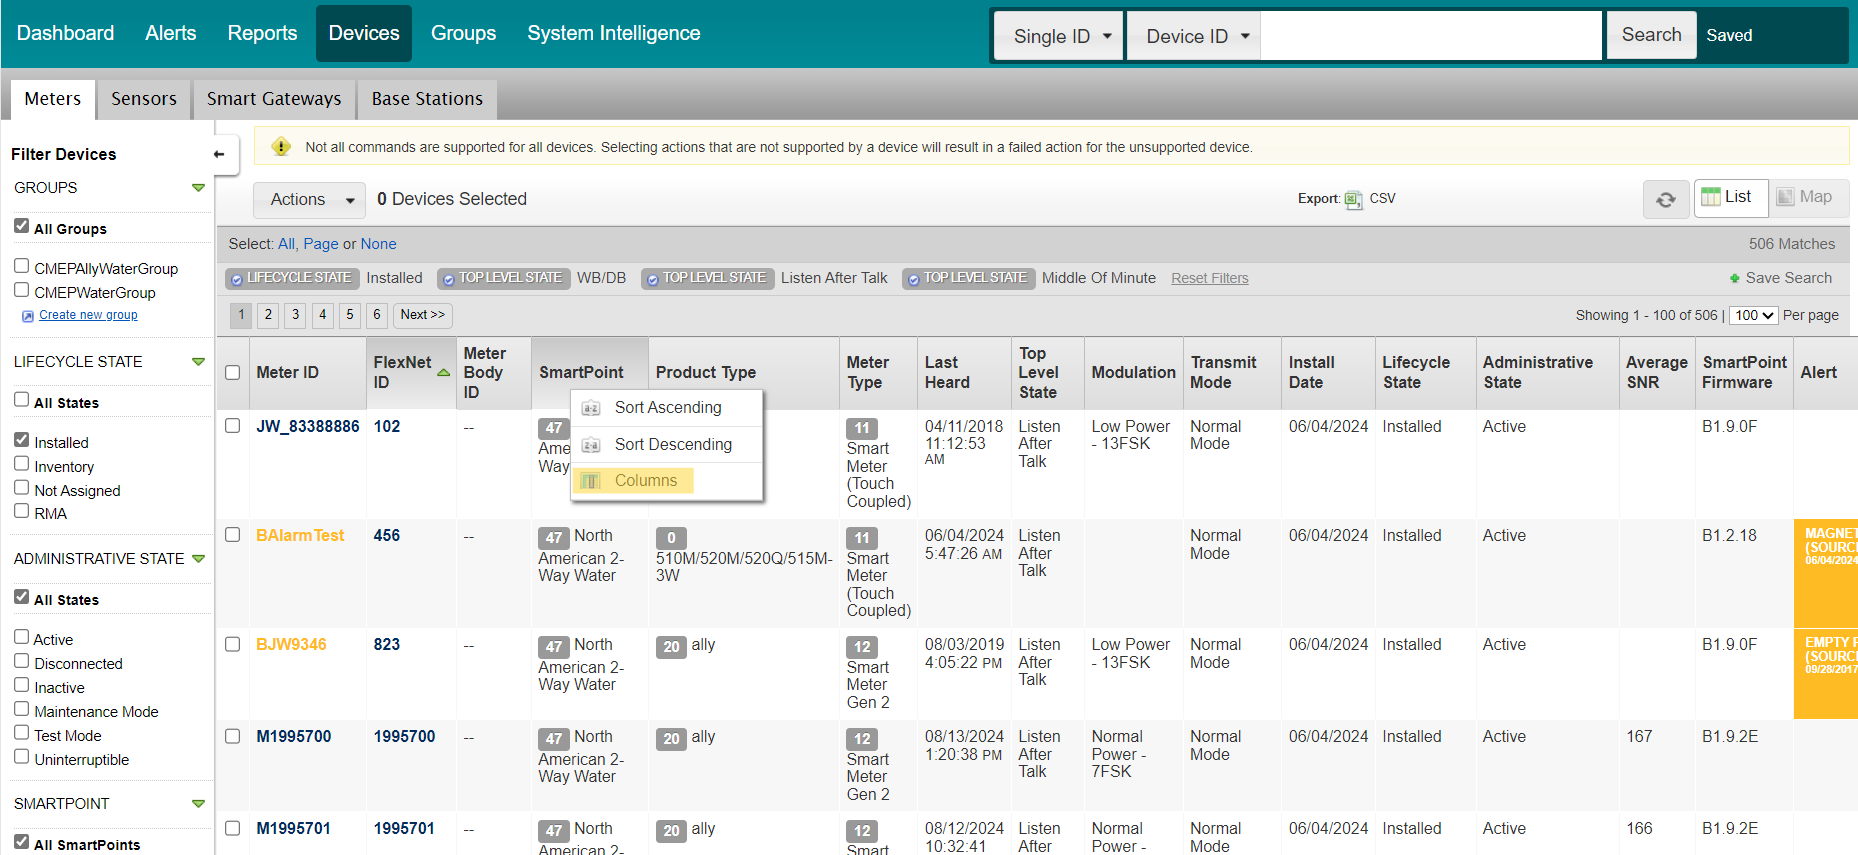 Dashboard Alerts Reports Devices Groups System Intelligence Single ID Device ID Search Saved
Meters Sensors Smart Gateways Base Stations
Filter Devices
GROUPS
All Groups
CMEPAllyWaterGroup
CMEPWaterGroup
Create new group
LIFECYCLE STATE
All States
Installed
Inventory
Not Assigned
RMA
ADMINISTRATIVE STATE
All States
Active
Disconnected
Inactive
Maintenance Mode
Test Mode
Uninterruptible
SMARTPOINT
All SmartPoints
Not all commands are supported for all devices. Selecting actions that are not supported by a device will result in a failed action for the unsupported device.
Actions 0 Devices Selected Export: CSV List Map
Select: All, Page or None 506 Matches
LIFECYCLE STATE Installed TOP LEVEL STATE WB/DB TOP LEVEL STATE Listen After Talk TOP LEVEL STATE Middle Of Minute Reset Filters Save Search
1 2 3 4 5 6 Next >> Showing 1 - 100 of 506 | 100 Per page
Meter ID
FlexNet
ID
Meter
Body
ID
SmartPoint
Product Type
Meter
Type
Last
Heard
Top
Level
State
Modulation
Transmit
Mode
Install
Date
Lifecycle
State
Administrative
State
Average
SNR
SmartPoint
Firmware
Alert
Sort Ascending
Sort Descending
Columns
JW_83388886
102
--
47
Ame
Way
11
Smart
Meter
(Touch
Coupled)
04/11/2018
11:12:53
AM
Listen
After
Talk
Low Power
- 13FSK
Normal
Mode
06/04/2024
Installed
Active
B1.9.0F
BAlarmTest
456
--
47 North
American 2-
Way Water
0
510M/520M/520Q/515M-
3W
11
Smart
Meter
(Touch
Coupled)
06/04/2024
5:47:26 AM
Listen
After
Talk
Normal
Mode
06/04/2024
Installed
Active
B1.2.18
MAGNET
(SOURC
06/04/2024
BJW9346
823
--
47 North
American 2-
Way Water
20 ally
12
Smart
Meter
Gen 2
08/03/2019
4:05:22 PM
Listen
After
Talk
Low Power
- 13FSK
Normal
Mode
06/04/2024
Installed
Active
B1.9.0F
EMPTY P
(SOURC
09/28/2017
M1995700
1995700
--
47 North
American 2-
Way Water
20 ally
12
Smart
Meter
Gen 2
08/13/2024
1:20:38 PM
Listen
After
Talk
Normal
Power -
7FSK
Normal
Mode
06/04/2024
Installed
Active
167
B1.9.2E
M1995701
1995701
--
47 North
American 2-
20 ally
12
Smart
08/12/2024
10:32:41
Listen
After
Normal
Power -
Normal
Mode
06/04/2024
Installed
Active
166
B1.9.2E